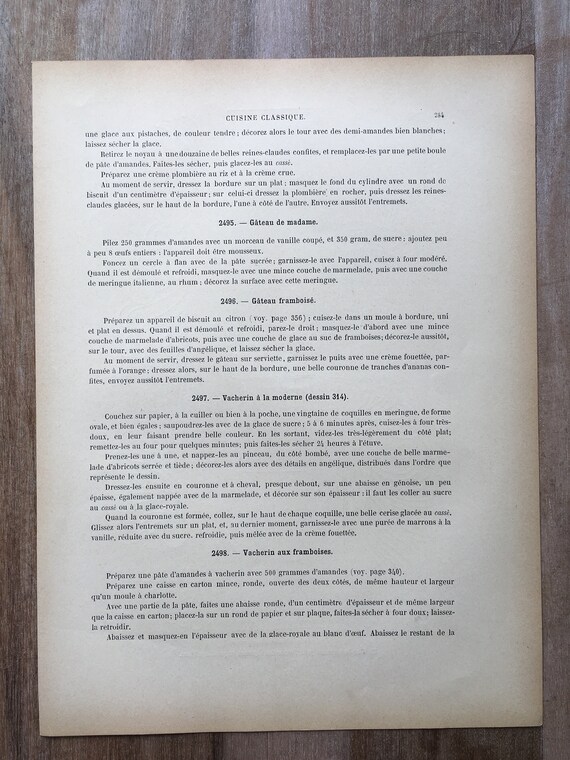 CUISINE CLASSIQUE. 284
une glace aux pistaches, de couleur tendre; décorez alors le tour avec des demi-amandes bien blanches;
laissez sécher la glace.
Retirez le noyau à une douzaine de belles reines-claudes confites, et remplacez-les par une petite boule
de pâte d'amandes. Faites-les sécher, puis glacez-les au cassé.
Préparez une crème plombière au riz et à la crème crue.
Au moment de servir, dressez la bordure sur un plat; masquez le fond du cylindre avec un rond de
biscuit d'un centimètre d'épaisseur; sur celui-ci dressez la plombière en rocher, puis dressez les reines-
claudes glacées, sur le haut de la bordure, l'une à côté de l'autre. Envoyez aussitôt l'entremets.
2495. — Gâteau de madame.
Pilez 250 grammes d'amandes avec un morceau de vanille coupé, et 350 gram. de sucre; ajoutez peu
à peu 8 œufs entiers : l'appareil doit être mousseux.
Foncez un cercle à flan avec de la pâte sucrée; garnissez-le avec l'appareil, cuisez à four modéré.
Quand il est démoulé et refroidi, masquez-le avec une mince couche de marmelade, puis avec une couche
de meringue italienne, au rhum; décorez la surface avec cette meringue.
2496. — Gâteau framboisé.
Préparez un appareil de biscuit au citron (voy. page 356); cuisez-le dans un moule à bordure, uni
et plat en dessus. Quand il est démoulé et refroidi, parez-le droit; masquez-le d'abord avec une mince
couche de marmelade d'abricots, puis avec une couche de glace au suc de framboises; décorez-le aussitôt,
sur le tour, avec des feuilles d'angélique, et laissez sécher la glace.
Au moment de servir, dressez le gâteau sur serviette, garnissez le puits avec une crème fouettée, par-
fumée à l'orange; dressez alors, sur le haut de la bordure, une belle couronne de tranches d'ananas con-
fites, envoyez aussitôt l'entremets.
2497. — Vacherin à la moderne (dessin 314).
Couchez sur papier, à la cuiller ou bien à la poche, une vingtaine de coquilles en meringue, de forme
ovale, et bien égales; saupoudrez-les avec de la glace de sucre; 5 à 6 minutes après, cuisez-les à four très-
doux, en leur faisant prendre belle couleur. En les sortant, videz-les très-légèrement du côté plat;
remettez-les au four pour quelques minutes; puis faites-les sécher 24 heures à l'étuve.
Prenez-les une à une, et nappez-les au pinceau, du côté bombé, avec une couche de belle marme-
lade d'abricots serrée et tiède; décorez-les alors avec des détails en angélique, distribués dans l'ordre que
représente le dessin.
Dressez-les ensuite en couronne et à cheval, presque debout, sur une abaisse en génoise, un peu
épaisse, également nappée avec de la marmelade, et décorée sur son épaisseur : il faut les coller au sucre
au cassé ou à la glace-royale.
Quand la couronne est formée, collez, sur le haut de chaque coquille, une belle cerise glacée au cassé.
Glissez alors l'entremets sur un plat, et, au dernier moment, garnissez-le avec une purée de marrons à la
vanille, réduite avec du sucre, refroidie, puis mêlée avec de la crème fouettée.
2498. — Vacherin aux framboises.
Préparez une pâte d'amandes à vacherin avec 500 grammes d'amandes (voy. page 340).
Préparez une caisse en carton mince, ronde, ouverte des deux côtés, de même hauteur et largeur
qu'un moule à charlotte.
Avec une partie de la pâte, faites une abaisse ronde, d'un centimètre d'épaisseur et de même largeur
que la caisse en carton; placez-la sur un rond de papier et sur plaque, faites-la sécher à four doux; laissez-
la refroidir.
Abaissez et masquez-en l'épaisseur avec de la glace-royale au blanc d'œuf. Abaissez le restant de la